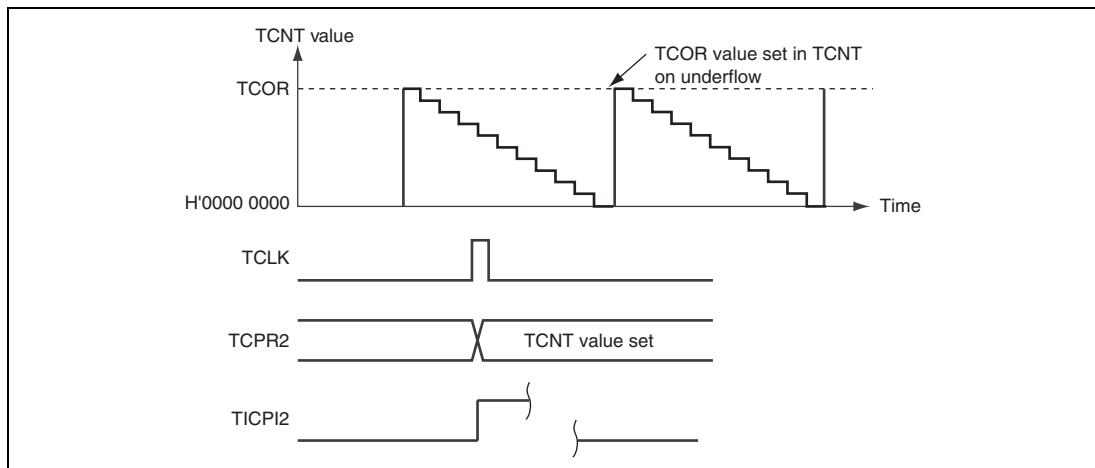 TCNT value
TCOR value set in TCNT
on underflow
TCOR
H'0000 0000
Time
TCLK
TCPR2
TCNT value set
TICPI2